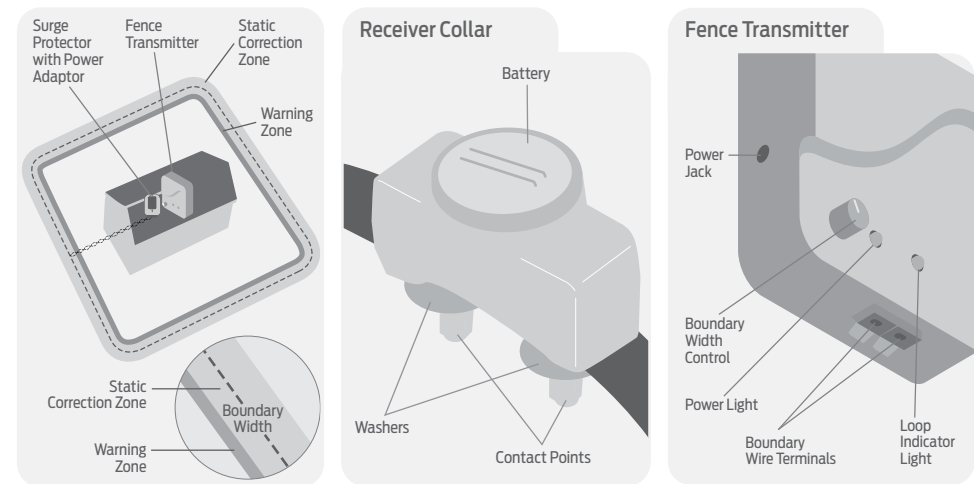 Surge
Protector
with Power
Adaptor
Fence
Transmitter
Static
Correction
Zone
Warning
Zone
Static
Correction Zone
Boundary
Width
Warning
Zone
Receiver Collar
Battery
Washers
Contact Points
Fence Transmitter
Power
Jack
Boundary
Width
Control
Power Light
Boundary
Wire Terminals
Loop
Indicator
Light